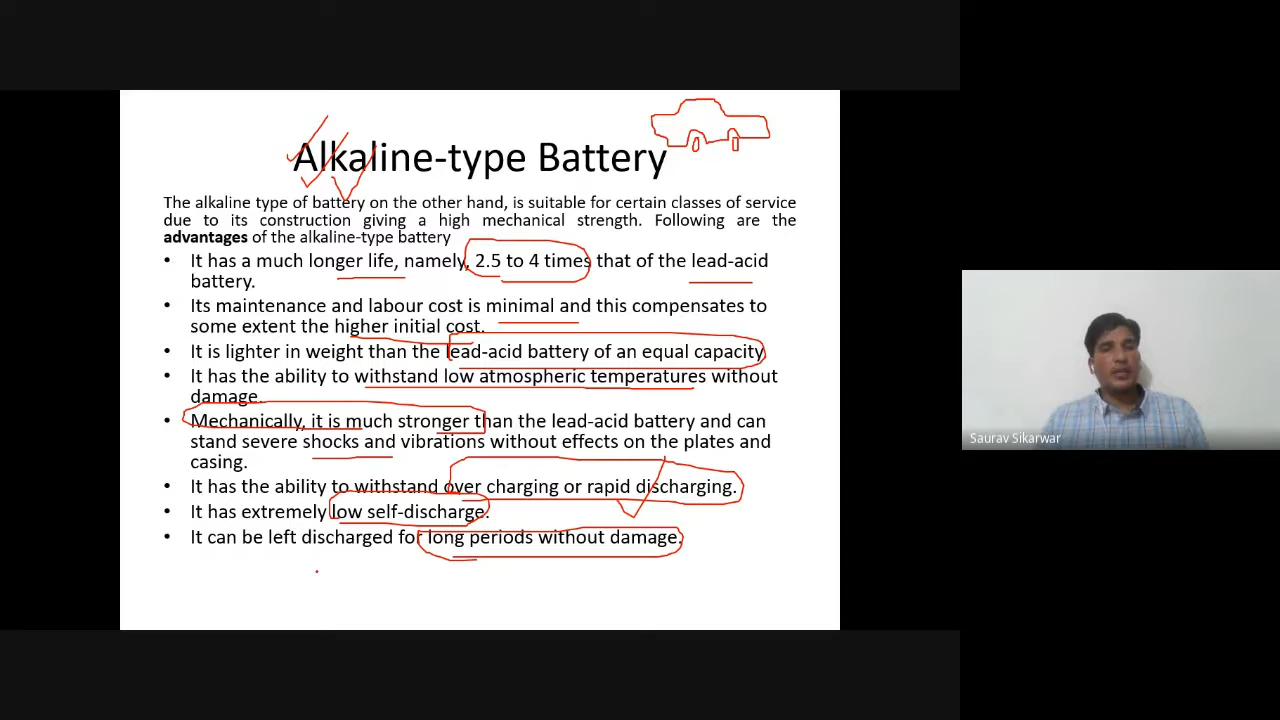 Alkaline-type Battery
The alkaline type of battery on the other hand, is suitable for certain classes of service
due to its construction giving a high mechanical strength. Following are the
advantages of the alkaline-type battery
• It has a much longer life, namely, 2.5 to 4 times that of the lead-acid
battery.
• Its maintenance and labour cost is minimal and this compensates to
some extent the higher initial cost.
• It is lighter in weight than the lead-acid battery of an equal capacity
• It has the ability to withstand low atmospheric temperatures without
damage.
• Mechanically, it is much stronger than the lead-acid battery and can
stand severe shocks and vibrations without effects on the plates and
casing.
• It has the ability to withstand over charging or rapid discharging.
• It has extremely low self-discharge.
• It can be left discharged for long periods without damage.
Saurav Sikarwar